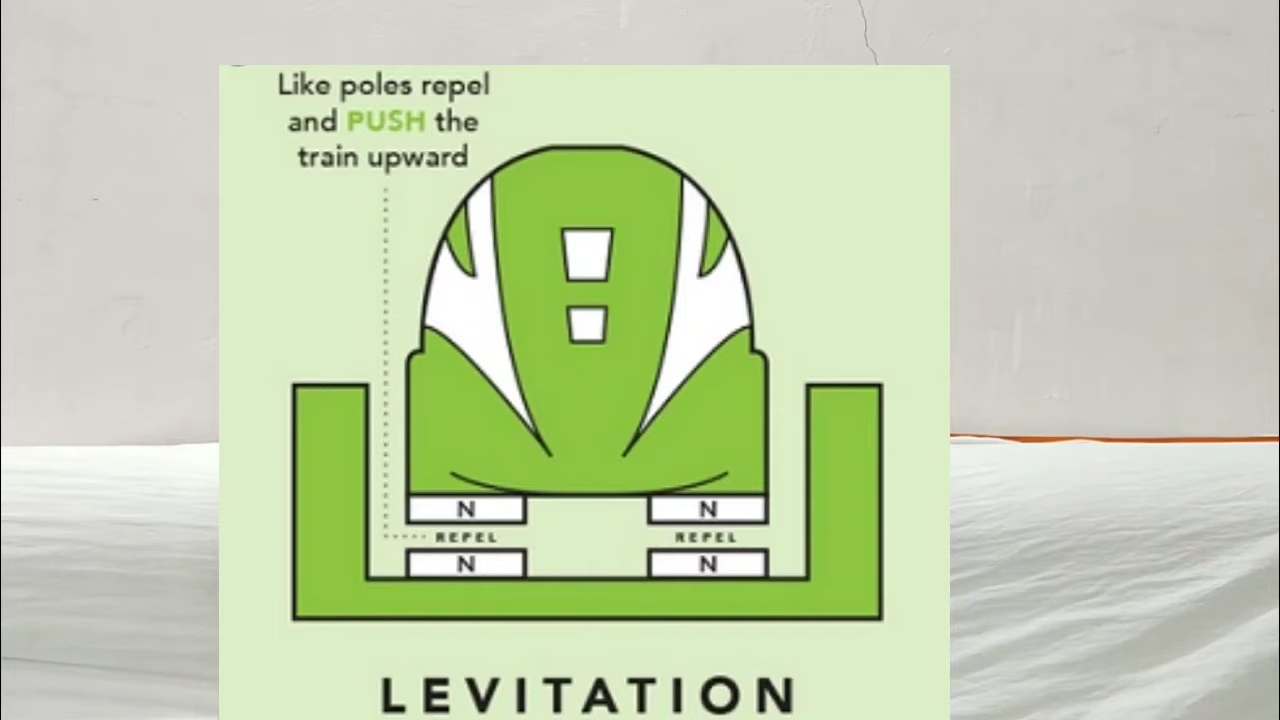 Like poles repel
and PUSH the
train upward
N N
REPEL REPEL
N N
LEVITATION